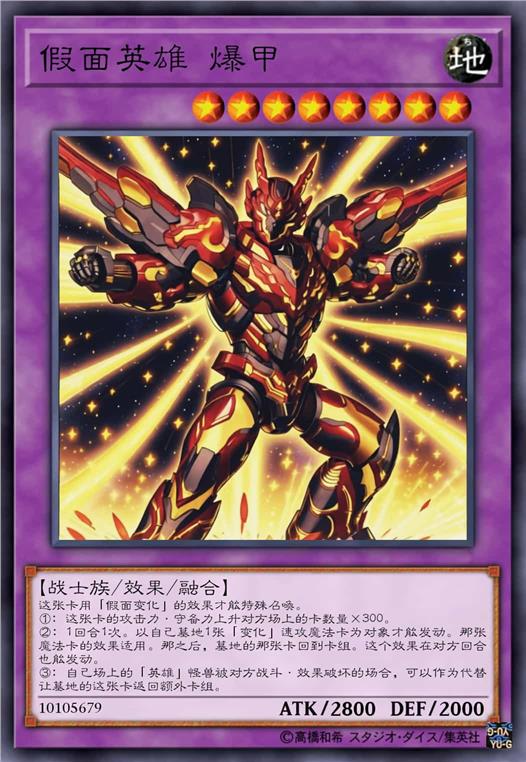 假面英雄 爆甲
ち
地
【战士族/效果/融合】
这张卡用「假面变化」的效果才能特殊召唤。
①：这张卡的攻击力·守备力上升对方场上的卡数量×300。
②：1回合1次。以自己墓地1张「变化」速攻魔法卡为对象才能发动。那张
魔法卡的效果适用。那之后，墓地的那张卡回到卡组。这个效果在对方回合
也能发动。
③：自己场上的「英雄」怪兽被对方战斗·效果破坏的场合，可以作为代替
让墓地的这张卡返回额外卡组。
10105679
ATK/2800 DEF/2000
©高橋和希 スタジオ・ダイス/集英社
YU-G